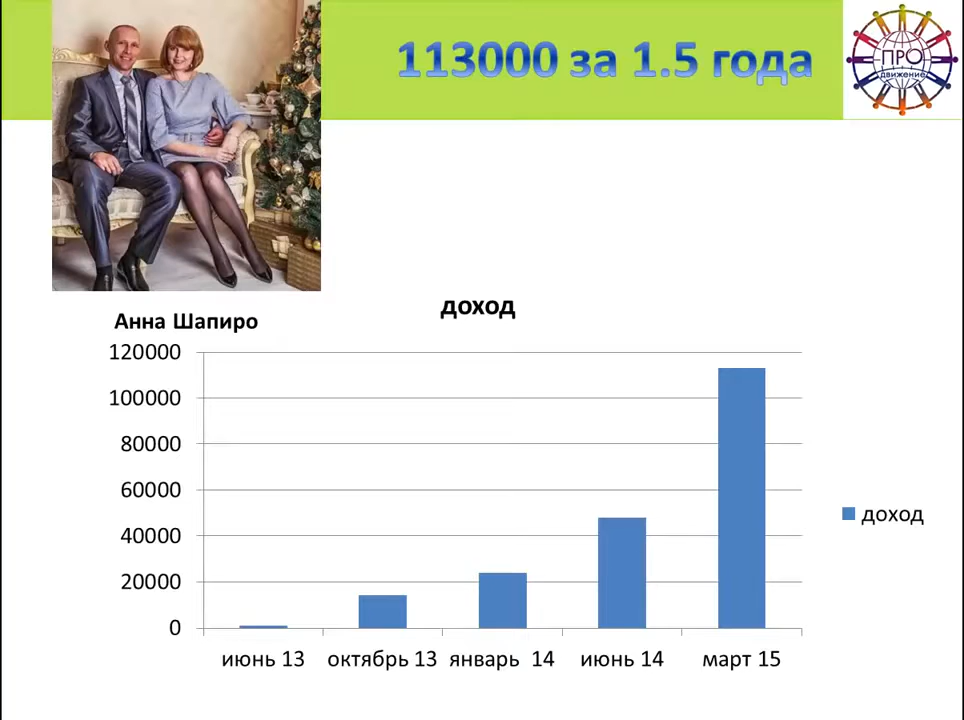 113000 за 1.5 года
ПРО
движение
Анна Шапиро
доход
120000
100000
80000
60000
40000
20000
0
июнь 13
октябрь 13
январь 14
июнь 14
март 15
доход